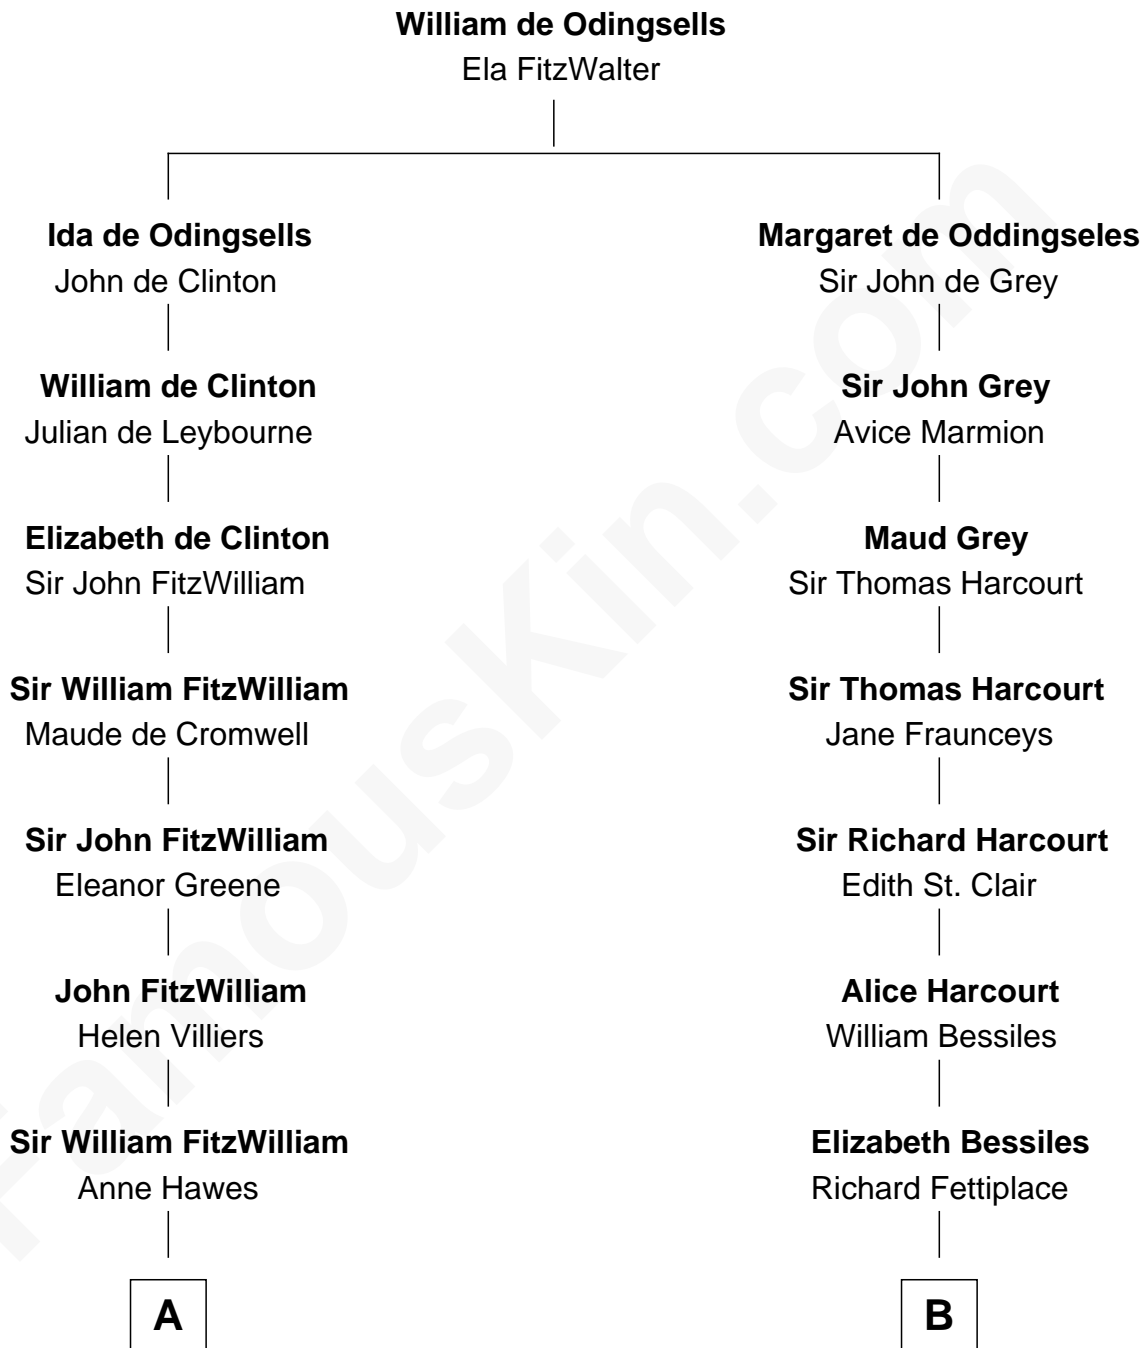 William de Odingsells
Ela FitzWalter
Ida de Odingsells
John de Clinton
William de Clinton
Julian de Leybourne
Elizabeth de Clinton
Sir John FitzWilliam
Sir William FitzWilliam
Maude de Cromwell
Sir John FitzWilliam
Eleanor Greene
John FitzWilliam
Helen Villiers
Sir William FitzWilliam
Anne Hawes
A
Margaret de Oddingseles
Sir John de Grey
Sir John Grey
Avice Marmion
Maud Grey
Sir Thomas Harcourt
Sir Thomas Harcourt
Jane Fraunceys
Sir Richard Harcourt
Edith St. Clair
Alice Harcourt
William Bessiles
Elizabeth Bessiles
Richard Fettiplace
B
FamousKin.com